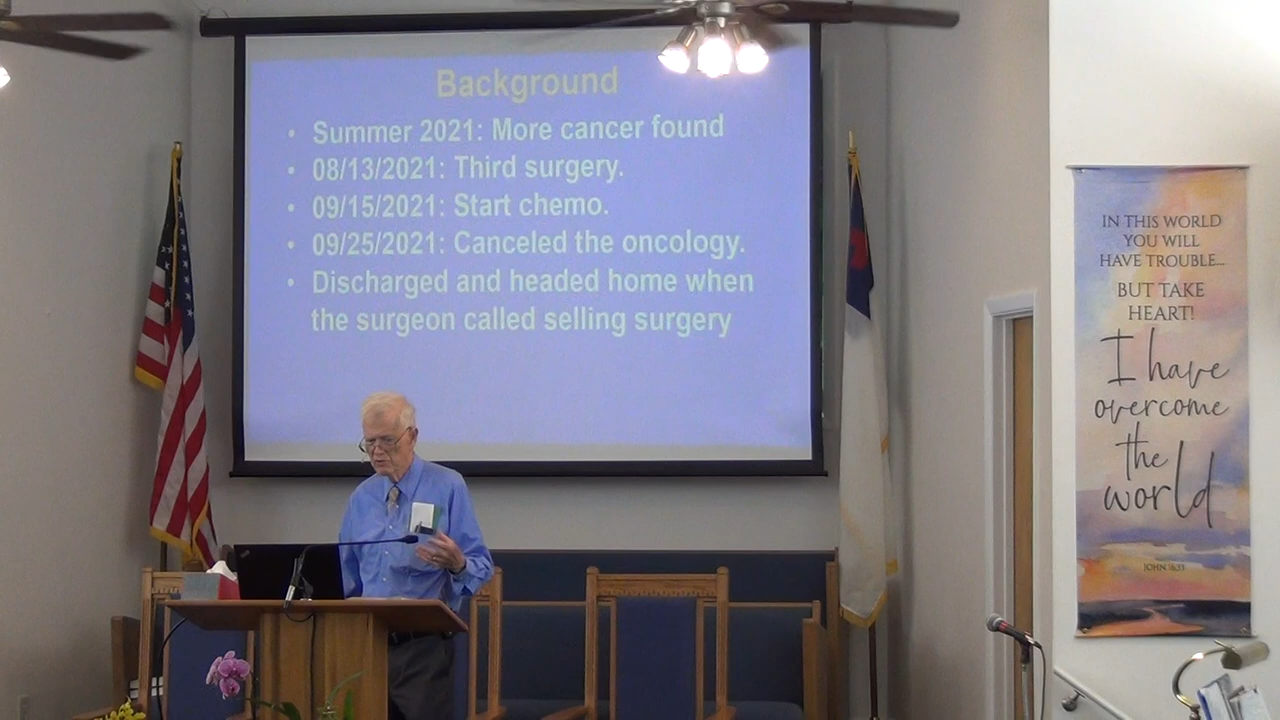 Background
• Summer 2021: More cancer found
• 08/13/2021: Third surgery.
• 09/15/2021: Start chemo.
• 09/25/2021: Canceled the oncology.
• Discharged and headed home when
the surgeon called selling surgery
IN THIS WORLD
YOU WILL
HAVE TROUBLE...
BUT TAKE
HEART!
I have
overcome
the
world
JOHN 16:33